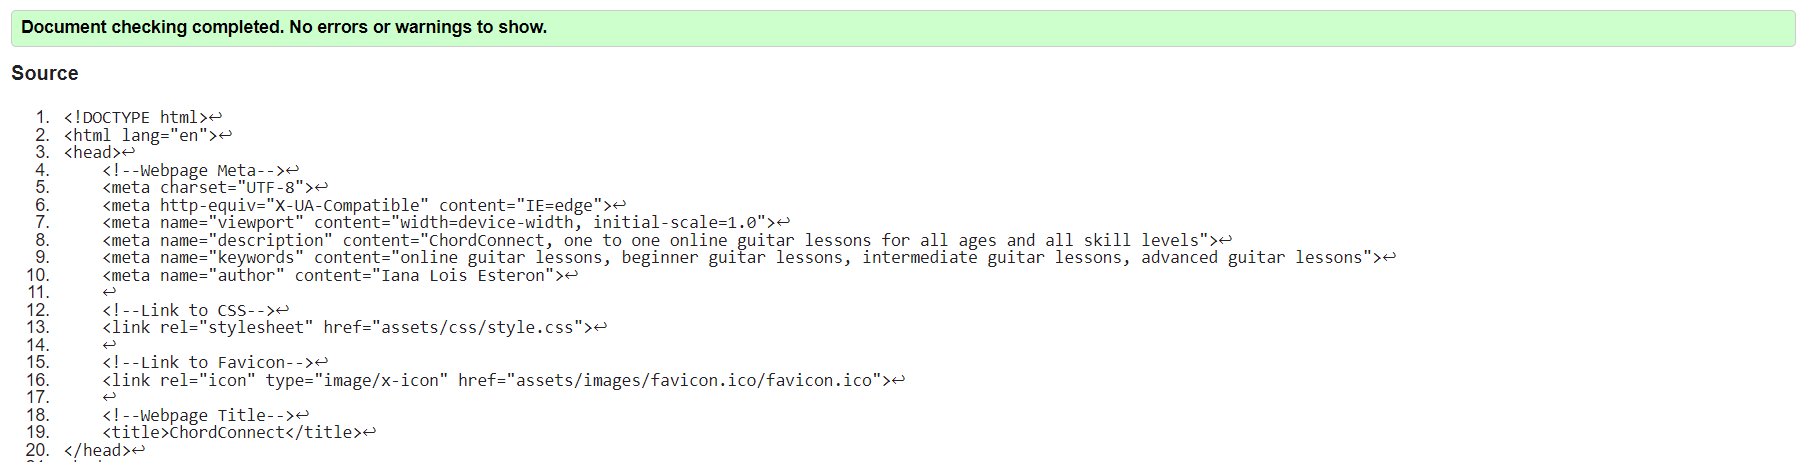 Document checking completed. No errors or warnings to show.
Source
1. <!DOCTYPE html>↩
2. <html lang="en">↩
3. <head>↩
4.     <!--Webpage Meta-->↩
5.     <meta charset="UTF-8">↩
6.     <meta http-equiv="X-UA-Compatible" content="IE=edge">↩
7.     <meta name="viewport" content="width=device-width, initial-scale=1.0">↩
8.     <meta name="description" content="ChordConnect, one to one online guitar lessons for all ages and all skill levels">↩
9.     <meta name="keywords" content="online guitar lessons, beginner guitar lessons, intermediate guitar lessons, advanced guitar lessons">↩
10.     <meta name="author" content="Iana Lois Esteron">↩
11.     ↩
12.     <!--Link to CSS-->↩
13.     <link rel="stylesheet" href="assets/css/style.css">↩
14.     ↩
15.     <!--Link to Favicon-->↩
16.     <link rel="icon" type="image/x-icon" href="assets/images/favicon.ico/favicon.ico">↩
17.     ↩
18.     <!--Webpage Title-->↩
19.     <title>ChordConnect</title>↩
20. </head>↩